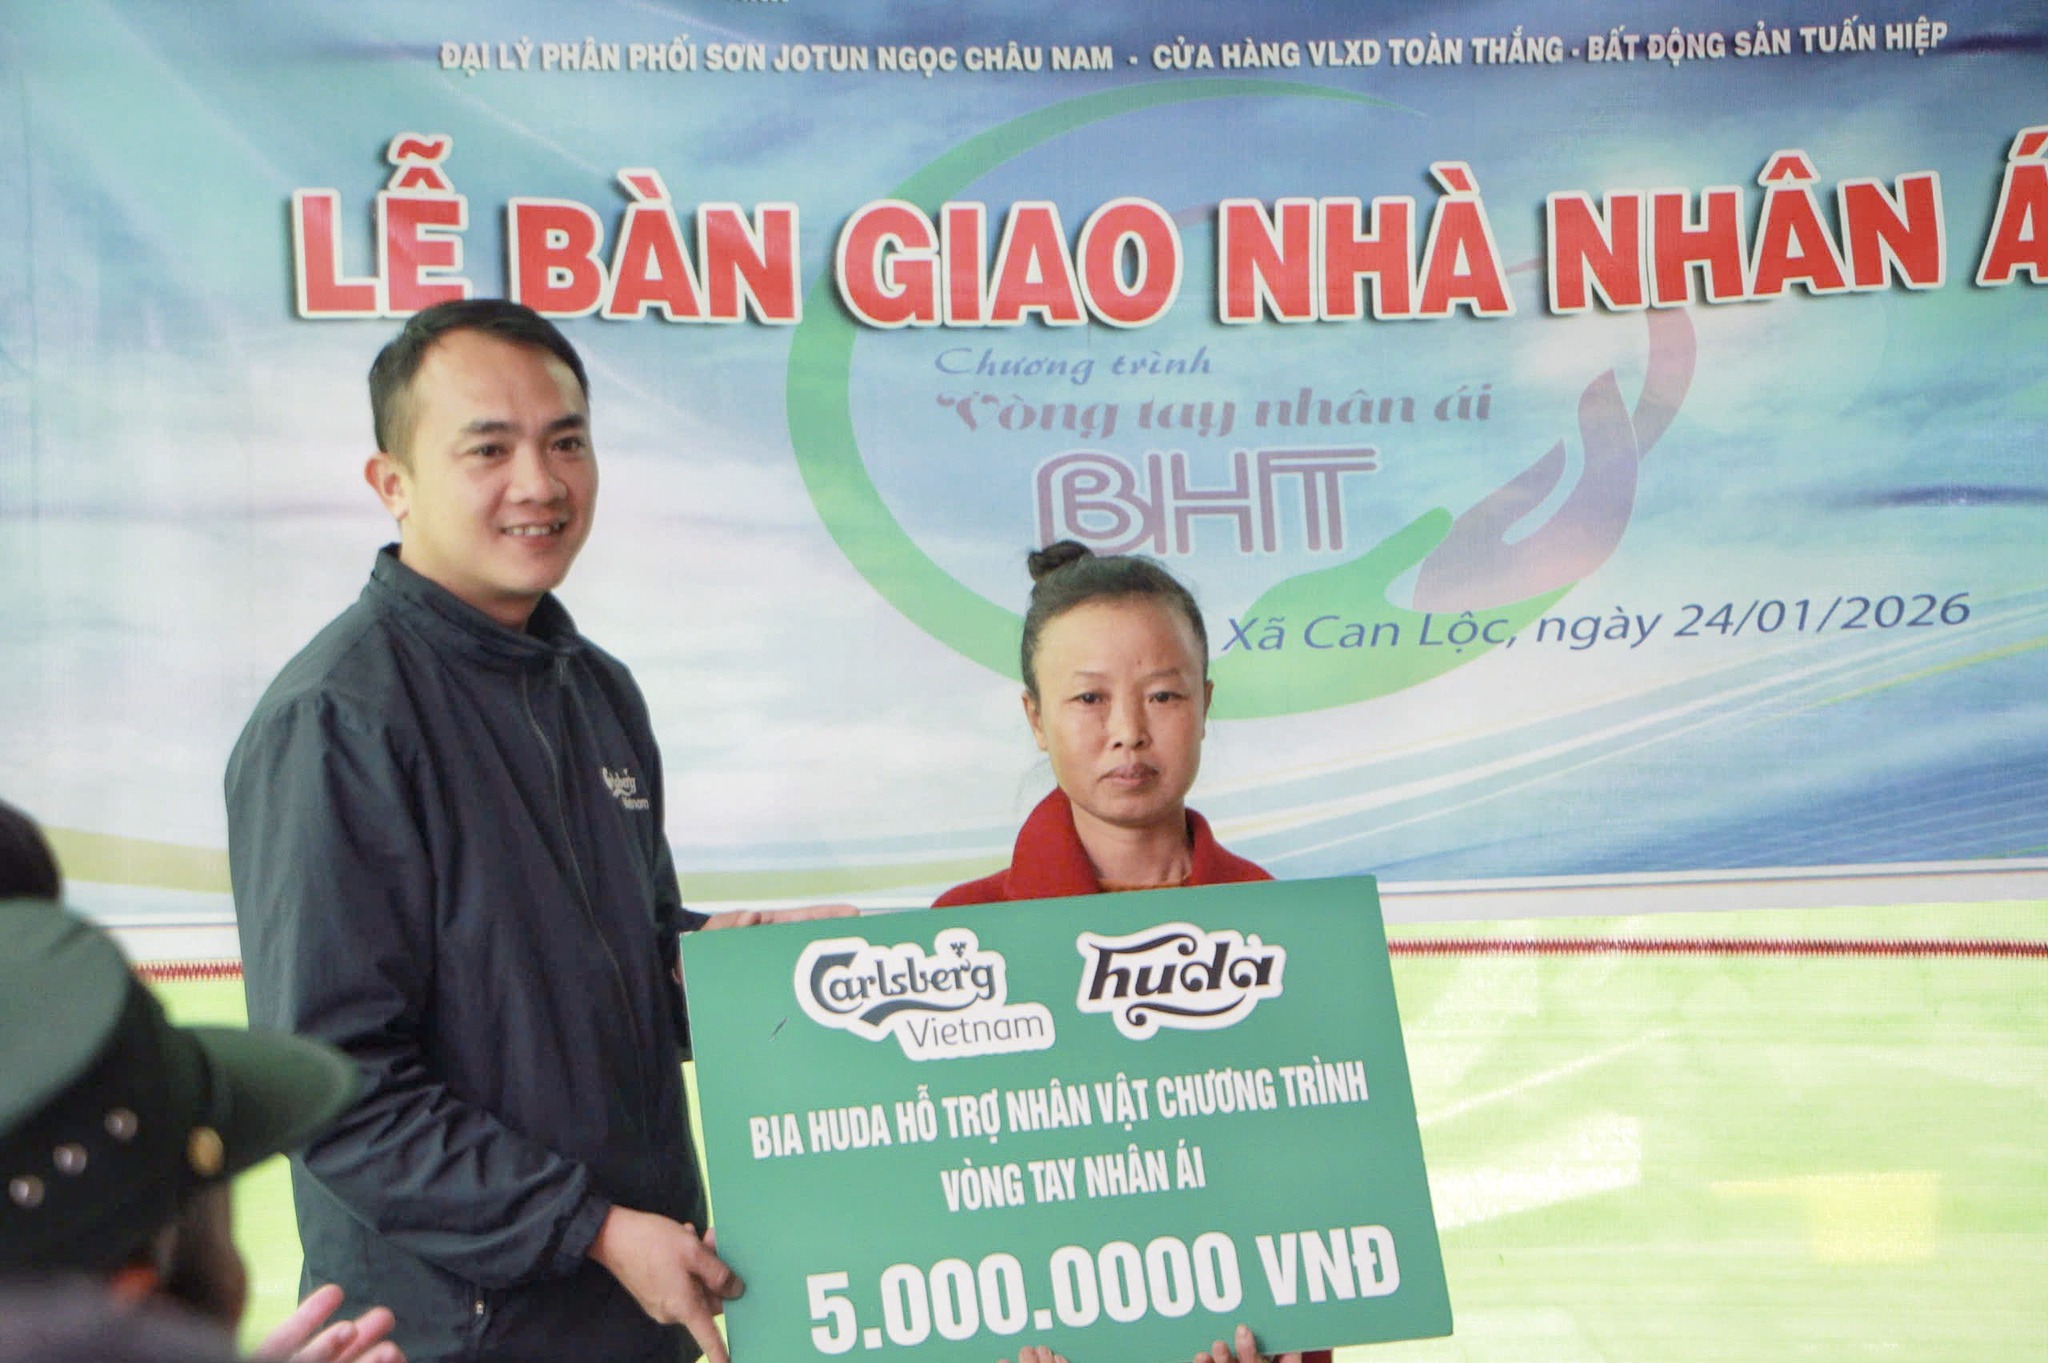 ĐẠI LÝ PHÂN PHỐI SƠN JOTUN NGỌC CHÂU NAM - CỬA HÀNG VLXD TOÀN THẮNG - BẤT ĐỘNG SẢN TUẤN HIỆP
LỄ BÀN GIAO NHÀ NHÂN Á
Chương trình
Vòng tay nhân ái
BHT
Xã Can Lộc, ngày 24/01/2026
Carlsberg
Vietnam
Carlsberg
Vietnam
huda
BIA HUDA HỖ TRỢ NHÂN VẬT CHƯƠNG TRÌNH
VÒNG TAY NHÂN ÁI
5.000.0000 VNĐ